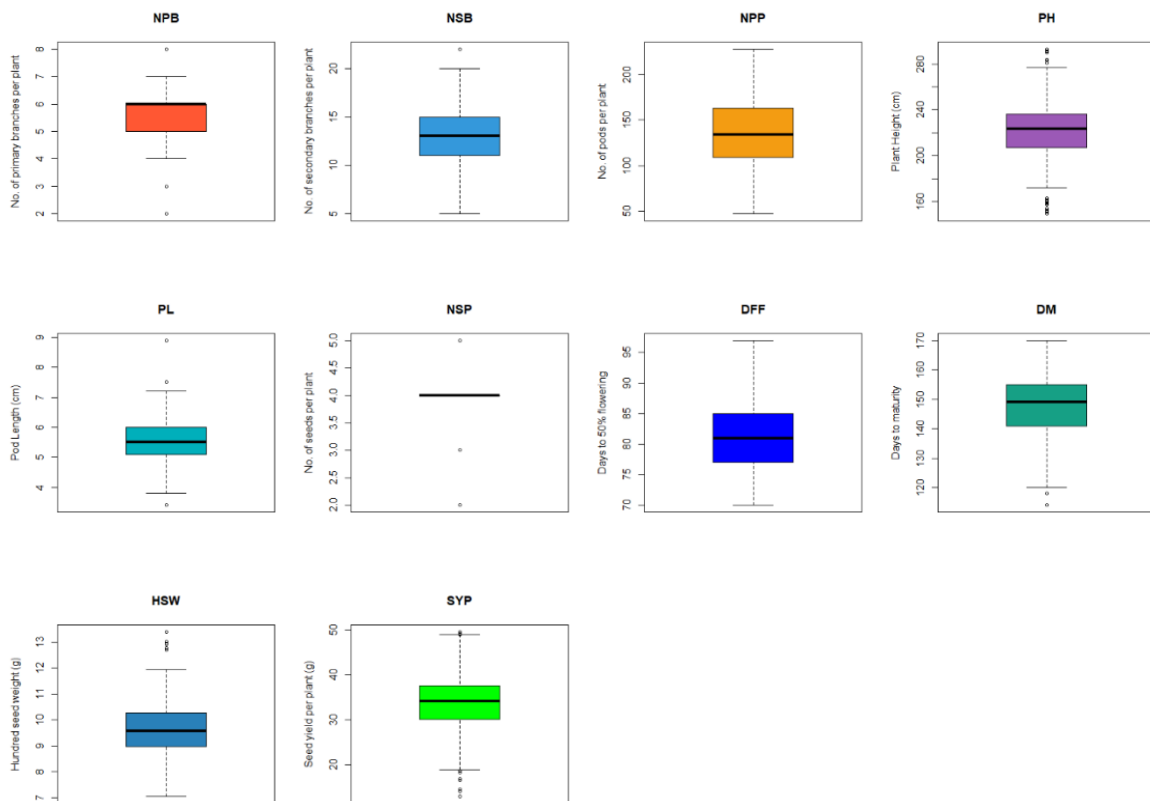 NPB
No. of primary branches per plant
8
7
6
5
4
3
2
NSB
No. of secondary branches per plant
20
15
10
5
NPP
No. of pods per plant
200
150
100
50
PH
Plant Height (cm)
280
240
200
160
PL
Pod Length (cm)
9
8
7
6
5
4
NSP
No. of seeds per plant
5.0
4.5
4.0
3.5
3.0
2.5
2.0
DFF
Days to 50% flowering
95
90
85
80
75
70
DM
Days to maturity
170
160
150
140
130
120
HSW
Hundred seed weight (g)
13
12
11
10
9
8
7
SYP
Seed yield per plant (g)
50
40
30
20